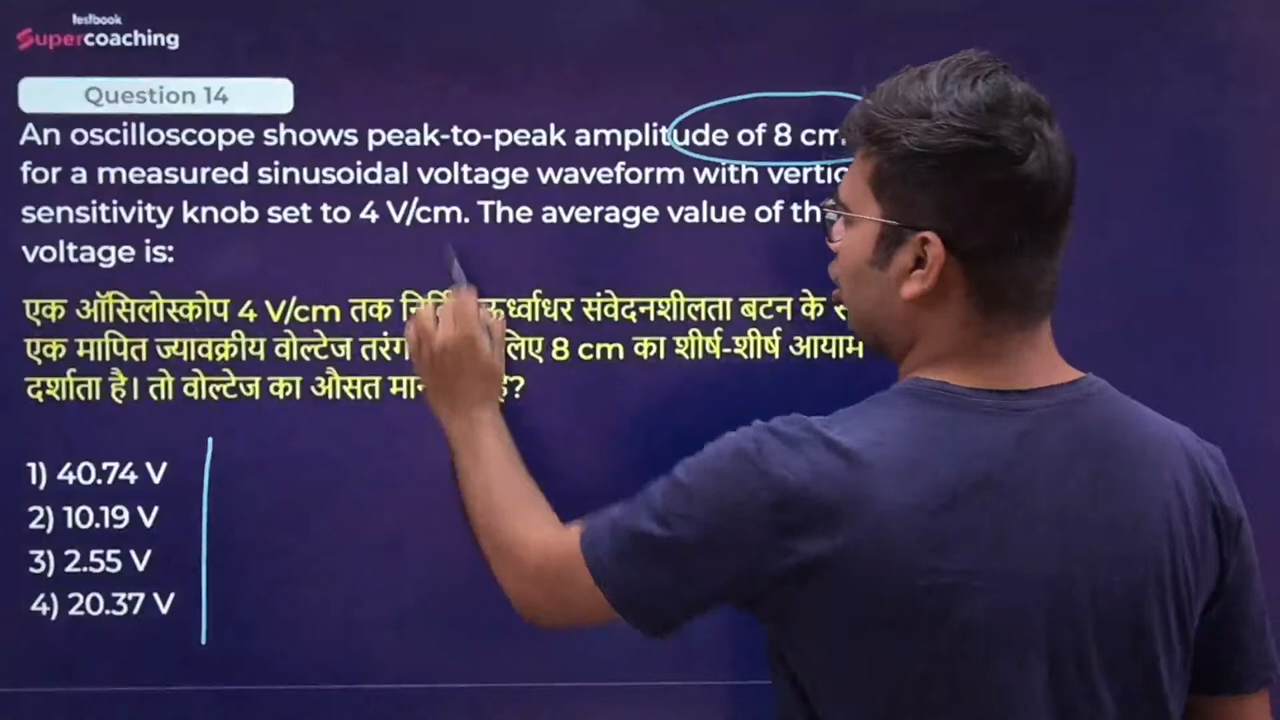 testbook
Supercoaching
Question 14
An oscilloscope shows peak-to-peak amplitude of 8 cm
for a measured sinusoidal voltage waveform with
sensitivity knob set to 4 V/cm. The average value of
voltage is:
एक ऑसिलोस्कोप 4 V/cm तक ऊर्ध्वाधर संवेदनशीलता बटन के
एक मापित ज्यावक्रीय वोल्टेज लिए 8 cm का शीर्ष-शीर्ष आयाम
दर्शाता है। तो वोल्टेज का औसत
1) 40.74 V
2) 10.19 V
3) 2.55 V
4) 20.37 V